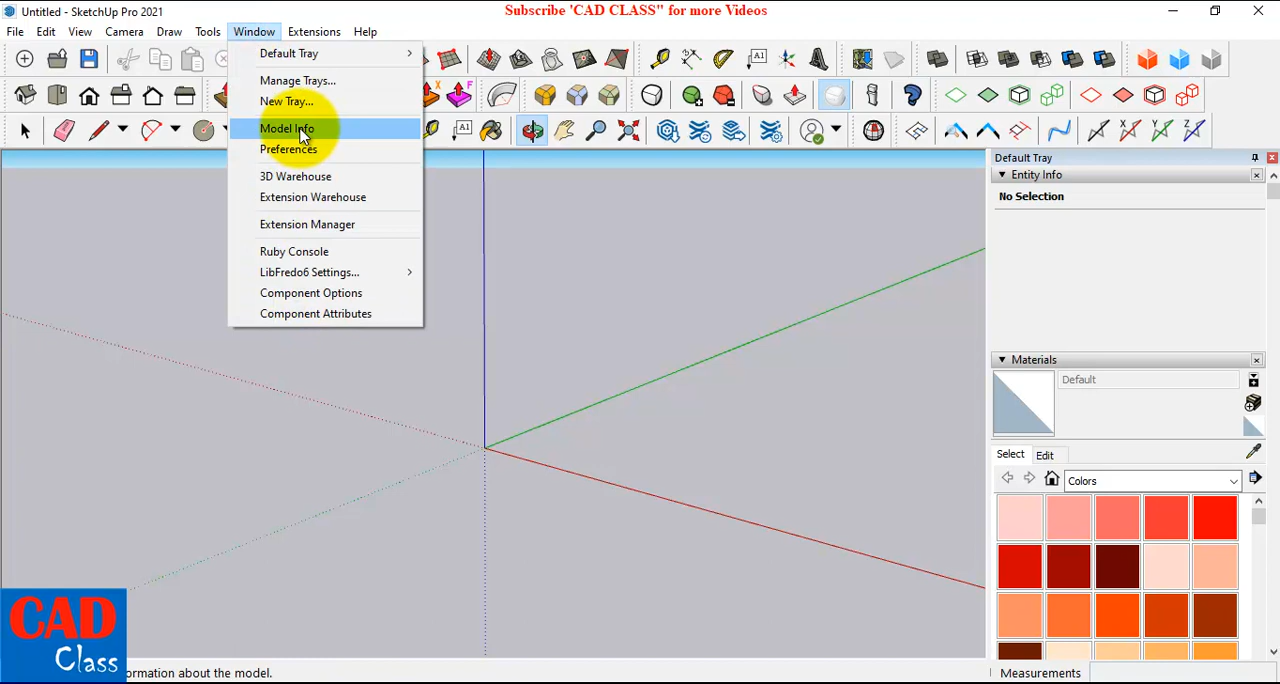 Untitled - SketchUp Pro 2021
Subscribe 'CAD CLASS" for more Videos
File Edit View Camera Draw Tools Window Extensions Help
Default Tray
Manage Trays...
New Tray...
Model Info
Preferences
3D Warehouse
Extension Warehouse
Extension Manager
Ruby Console
LibFredo6 Settings...
Component Options
Component Attributes
A1
X
F
A1
X Y Z
Default Tray
Entity Info
No Selection
Materials
Default
Select Edit
Colors
CAD
Class
ormation about the model.
Measurements